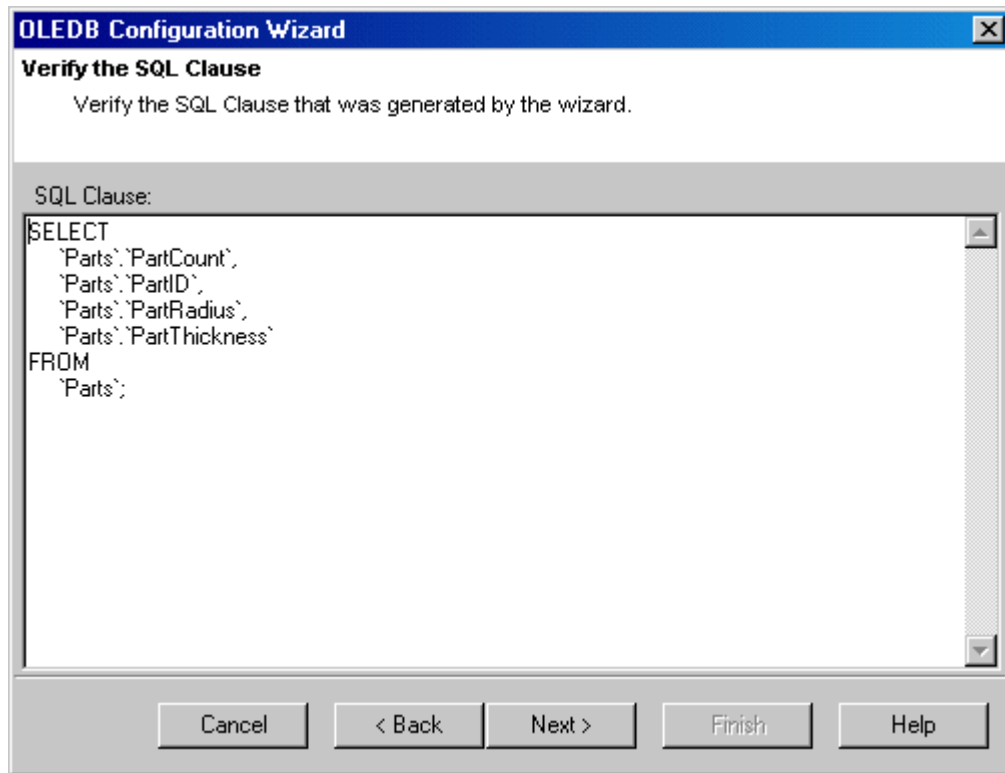 OLEDB Configuration Wizard
Verify the SQL Clause
Verify the SQL Clause that was generated by the wizard.
SQL Clause:
SELECT
`Parts`.`PartCount`,
`Parts`.`PartID`,
`Parts`.`PartRadius`,
`Parts`.`PartThickness`
FROM
`Parts`;
Cancel
< Back
Next >
Finish
Help